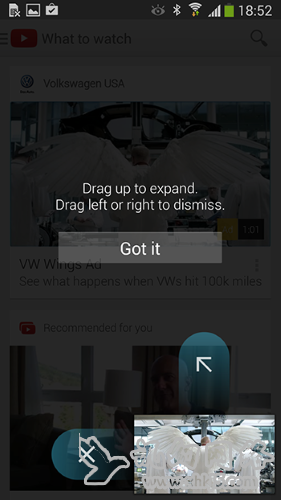 18:52
What to watch
Volkswagen USA
Drag up to expand.
Drag left or right to dismiss.
1:01
Got it
VW Wings Ad
See what happens when VWs hit 100k miles
Recommended for you